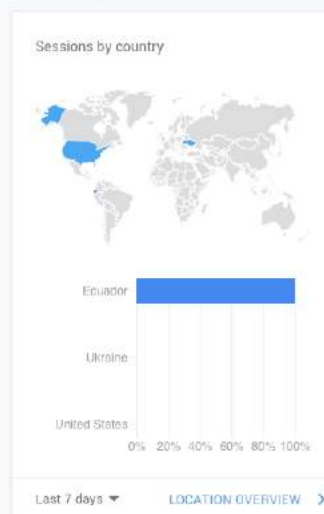 Sessions by country
Ecuador
Ukraine
United States
0% 20% 40% 60% 80% 100%
Last 7 days
LOCATION OVERVIEW